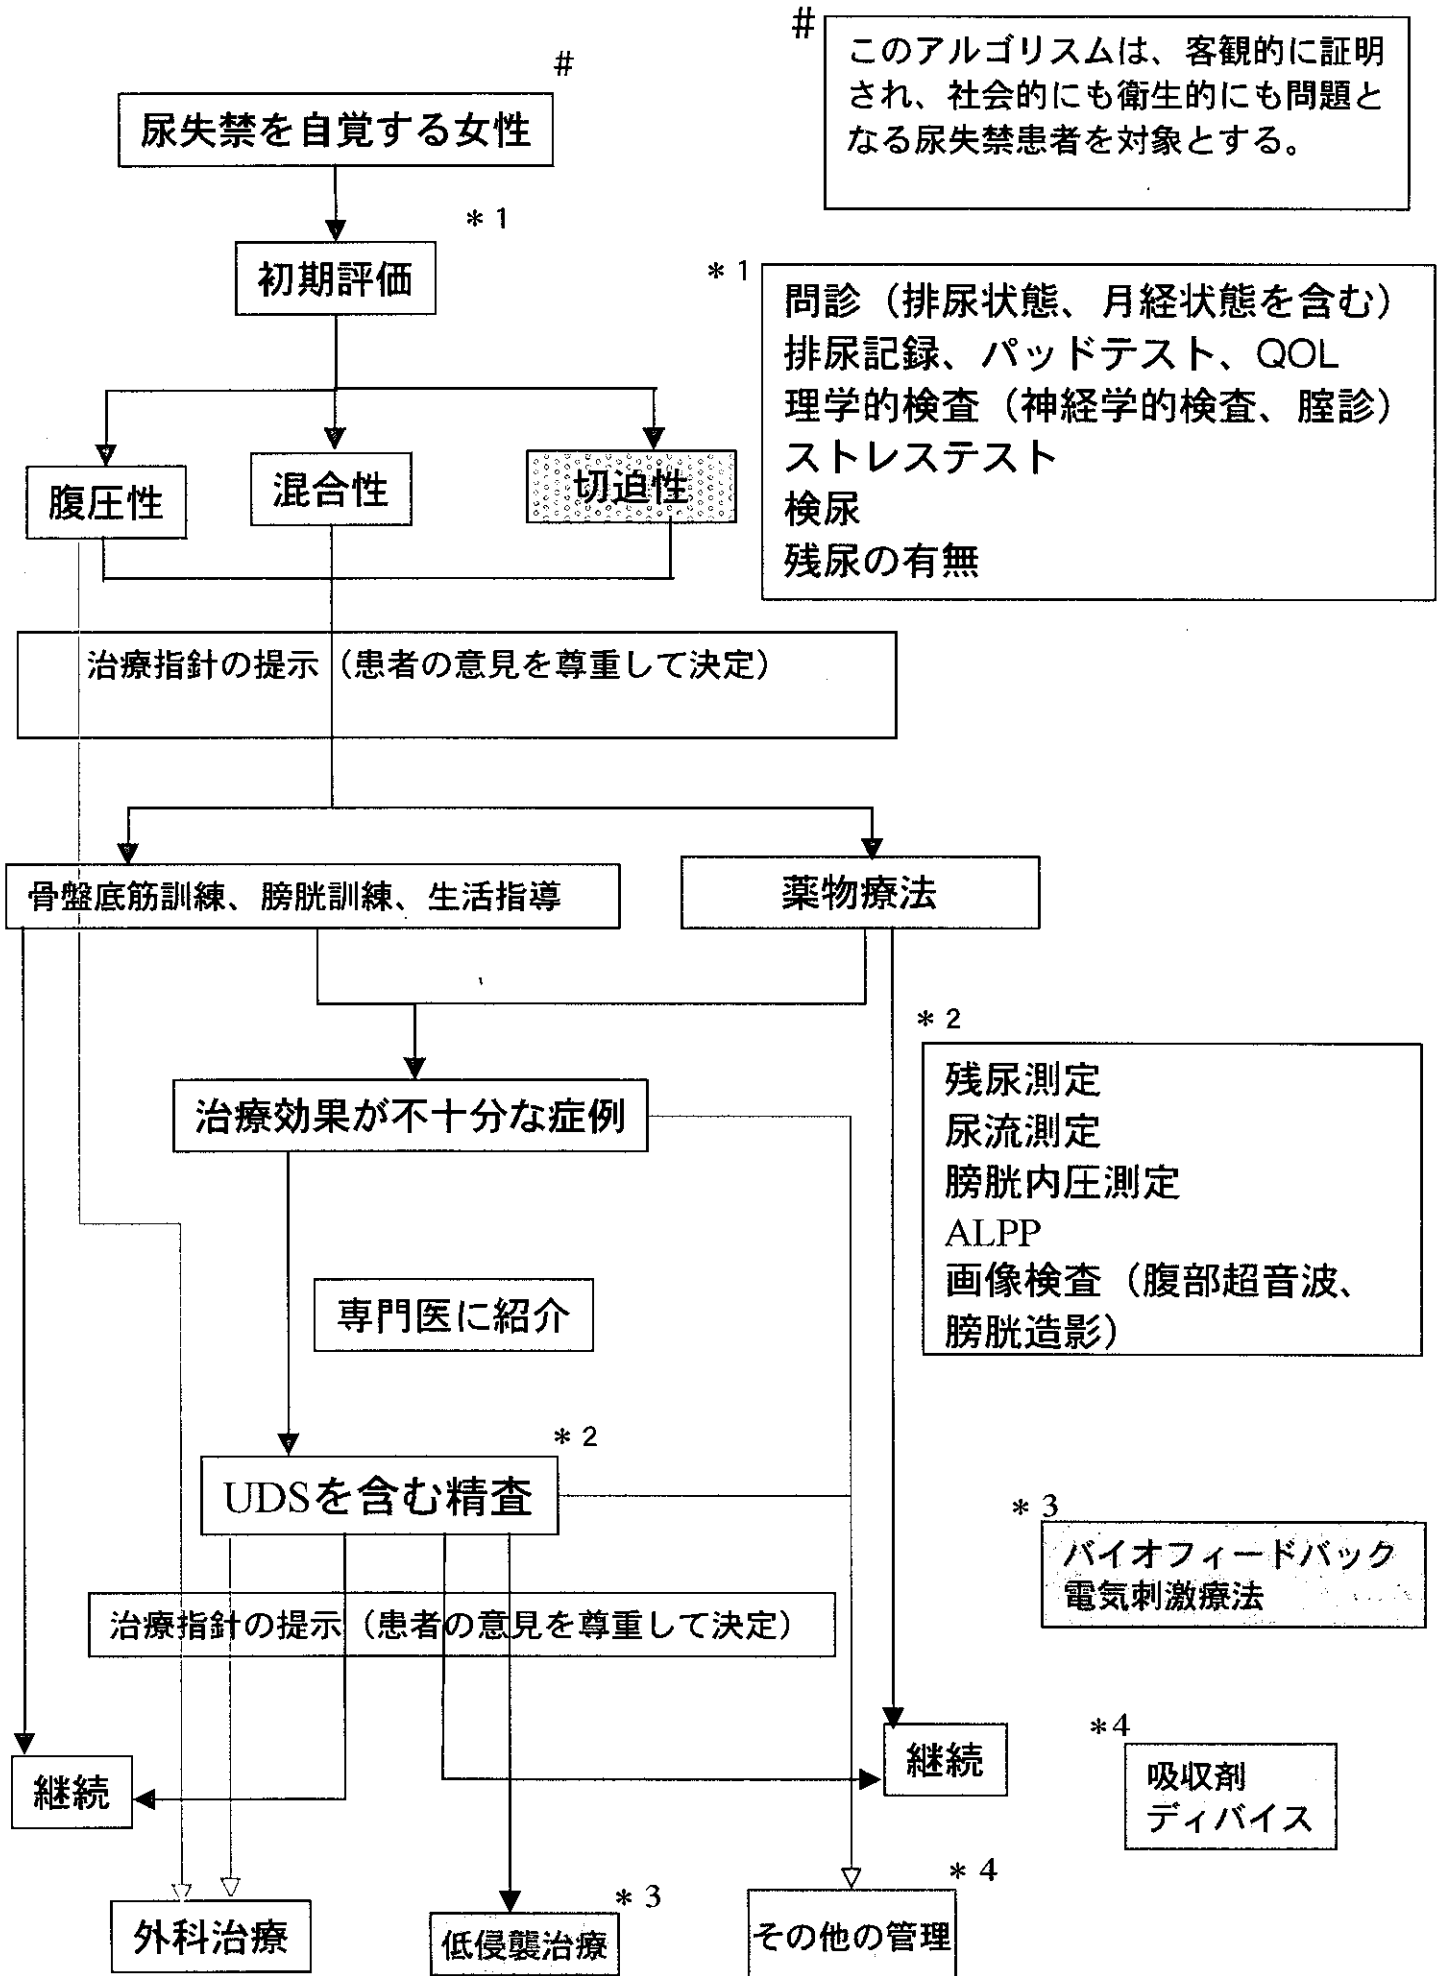 #
このアルゴリスムは、客観的に証明
され、社会的にも衛生的にも問題と
なる尿失禁患者を対象とする。
#
尿失禁を自覚する女性
* 1
初期評価
* 1
問診（排尿状態、月経状態を含む）
排尿記録、パッドテスト、QOL
理学的検査（神経学的検査、腟診）
ストレステスト
検尿
残尿の有無
腹圧性
混合性
切迫性
治療指針の提示（患者の意見を尊重して決定）
骨盤底筋訓練、膀胱訓練、生活指導
薬物療法
* 2
残尿測定
尿流測定
膀胱内圧測定
ALPP
画像検査（腹部超音波、
膀胱造影）
治療効果が不十分な症例
専門医に紹介
* 2
UDSを含む精査
* 3
バイオフィードバック
電気刺激療法
治療指針の提示（患者の意見を尊重して決定）
継続
継続
*4
吸収剤
ディバイス
外科治療
* 3
低侵襲治療
* 4
その他の管理